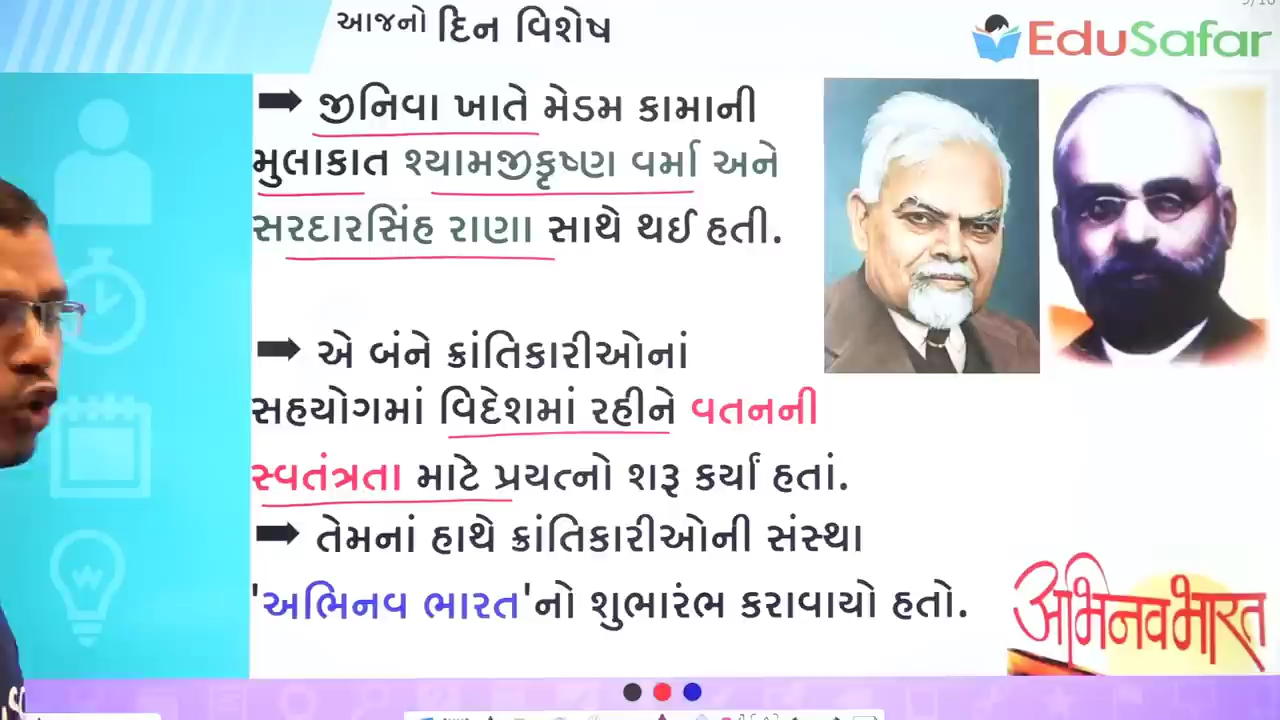 આજનો દિન વિશેષ
EduSafar
➡ જીનિવા ખાતે મેડમ કામાની
મુલાકાત શ્યામજીકૃષ્ણ વર્મા અને
સરદારસિંહ રાણા સાથે થઈ હતી.
➡ એ બંને ક્રાંતિકારીઓનાં
સહયોગમાં વિદેશમાં રહીને વતનની
સ્વતંત્રતા માટે પ્રયત્નો શરૂ કર્યાં હતાં.
➡ તેમનાં હાથે ક્રાંતિકારીઓની સંસ્થા
'અભિનવ ભારત'નો શુભારંભ કરાવાયો હતો.
अभिनव भारत